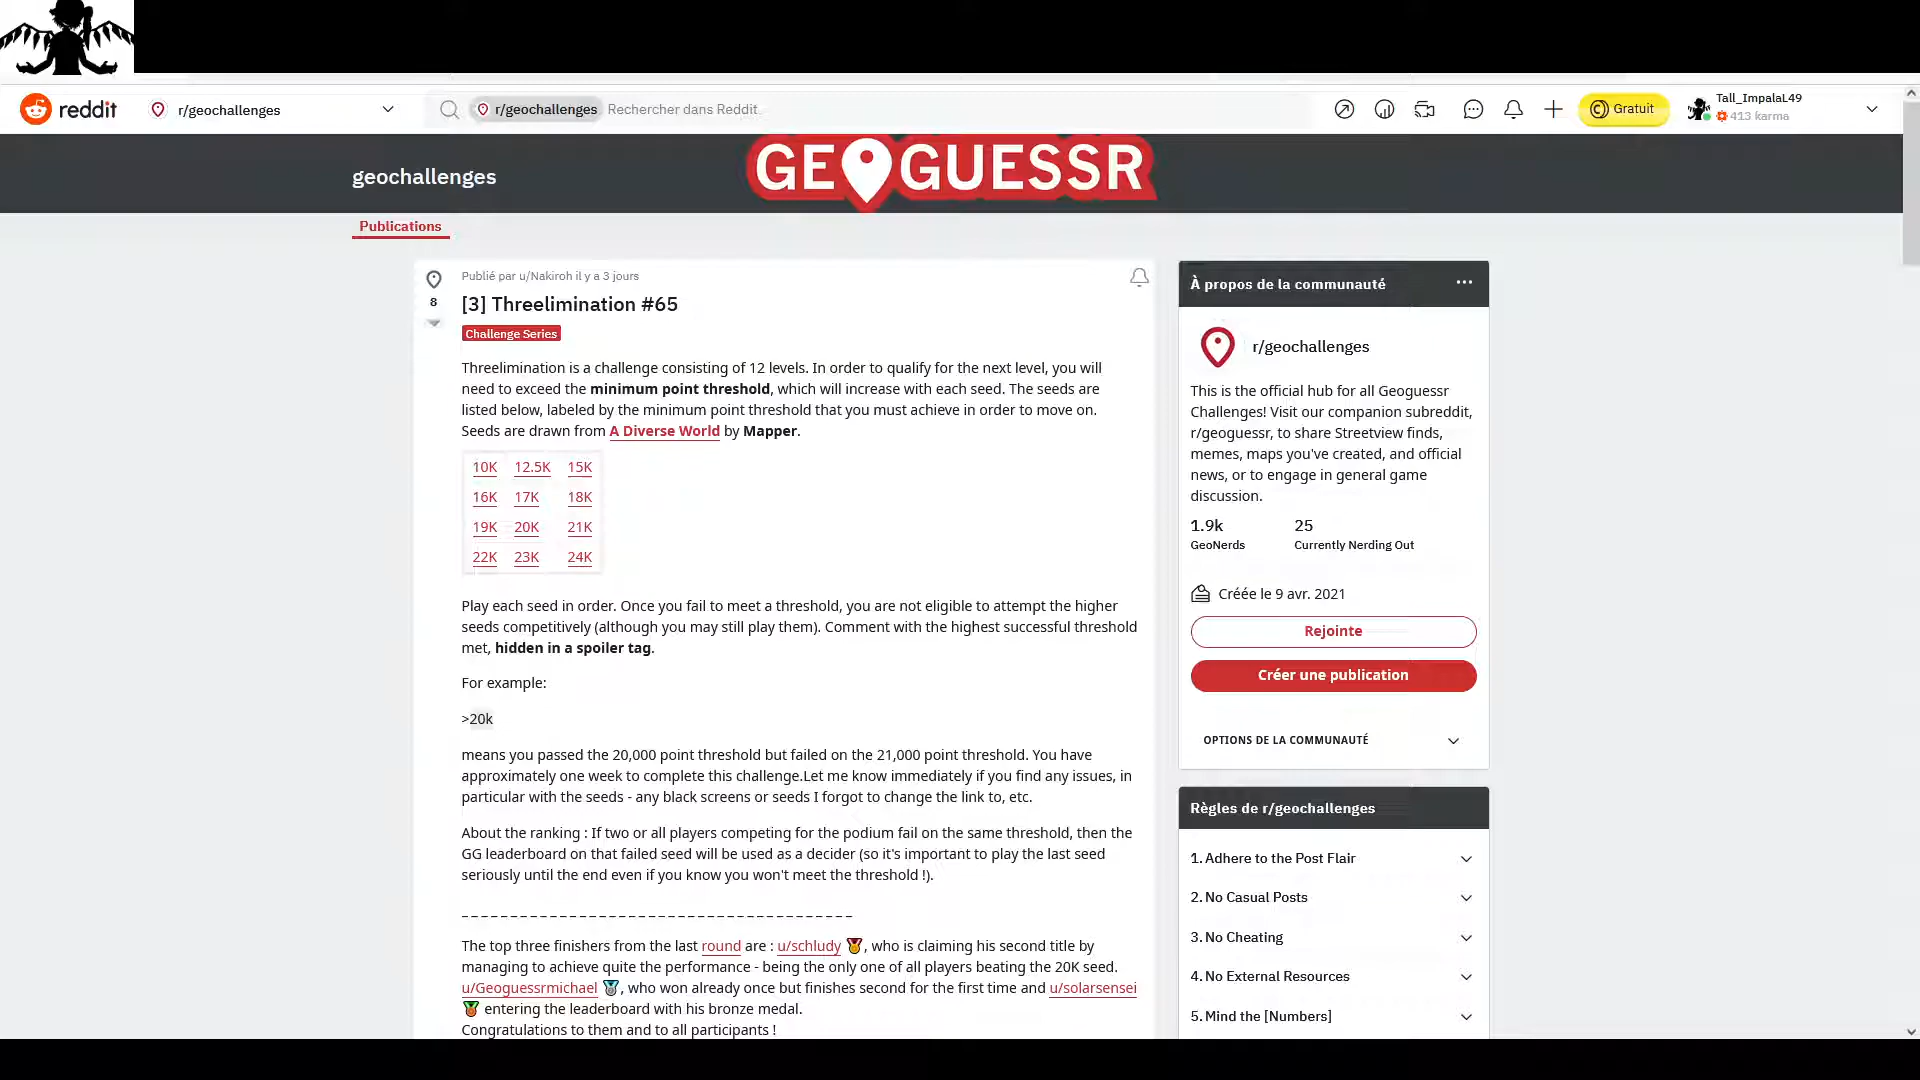 reddit
r/geochallenges
r/geochallenges
Rechercher dans Reddit
Gratuit
Tall_ImpalaL49
413 karma
geochallenges
GEOGUESSR
Publications
8
Publié par u/Nakiroh il y a 3 jours
[3] Threelimination #65
Challenge Series
Threelimination is a challenge consisting of 12 levels. In order to qualify for the next level, you will
need to exceed the minimum point threshold, which will increase with each seed. The seeds are
listed below, labeled by the minimum point threshold that you must achieve in order to move on.
Seeds are drawn from A Diverse World by Mapper.
10K 12.5K 15K
16K 17K 18K
19K 20K 21K
22K 23K 24K
Play each seed in order. Once you fail to meet a threshold, you are not eligible to attempt the higher
seeds competitively (although you may still play them). Comment with the highest successful threshold
met, hidden in a spoiler tag.
For example:
>20k
means you passed the 20,000 point threshold but failed on the 21,000 point threshold. You have
approximately one week to complete this challenge.Let me know immediately if you find any issues, in
particular with the seeds - any black screens or seeds I forgot to change the link to, etc.
About the ranking : If two or all players competing for the podium fail on the same threshold, then the
GG leaderboard on that failed seed will be used as a decider (so it's important to play the last seed
seriously until the end even if you know you won't meet the threshold !).
_ _ _ _ _ _ _ _ _ _ _ _ _ _ _ _ _ _ _ _ _ _ _ _ _ _ _ _ _ _ _ _ _ _ _ _ _ _ _ _
The top three finishers from the last round are : u/schludy 🥇, who is claiming his second title by
managing to achieve quite the performance - being the only one of all players beating the 20K seed.
u/Geoguessrmichael 🥈, who won already once but finishes second for the first time and u/solarsensei
🥉 entering the leaderboard with his bronze medal.
Congratulations to them and to all participants !
À propos de la communauté
r/geochallenges
This is the official hub for all Geoguessr
Challenges! Visit our companion subreddit,
r/geoguessr, to share Streetview finds,
memes, maps you've created, and official
news, or to engage in general game
discussion.
1.9k 25
GeoNerds Currently Nerding Out
Créée le 9 avr. 2021
Rejointe
Créer une publication
OPTIONS DE LA COMMUNAUTÉ
Règles de r/geochallenges
1. Adhere to the Post Flair
2. No Casual Posts
3. No Cheating
4. No External Resources
5. Mind the [Numbers]